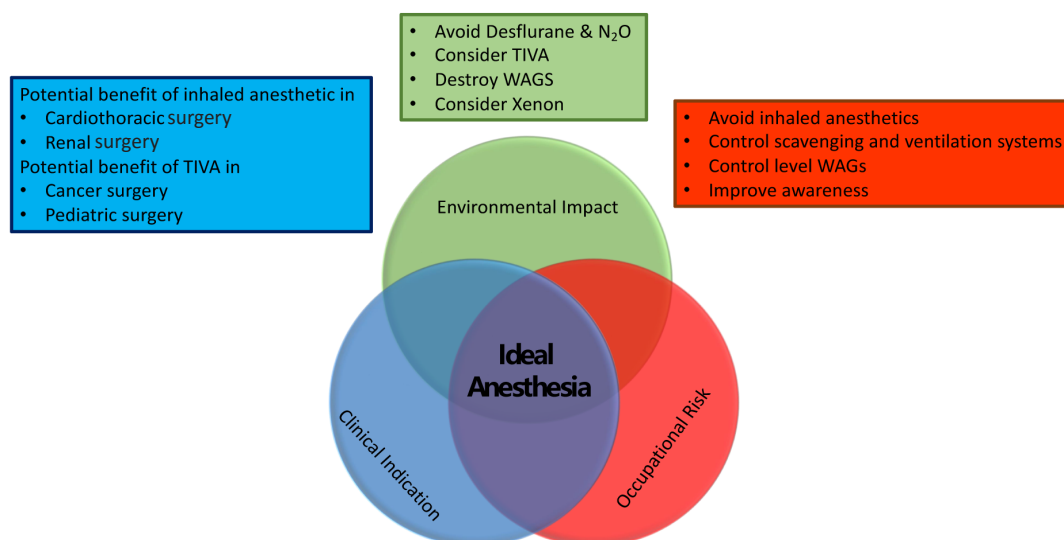 • Avoid Desflurane & N₂O
• Consider TIVA
• Destroy WAGS
• Consider Xenon
Potential benefit of inhaled anesthetic in
• Cardiothoracic surgery
• Renal surgery
Potential benefit of TIVA in
• Cancer surgery
• Pediatric surgery
• Avoid inhaled anesthetics
• Control scavenging and ventilation systems
• Control level WAGs
• Improve awareness
Environmental Impact
Ideal
Anesthesia
Clinical Indication
Occupational Risk